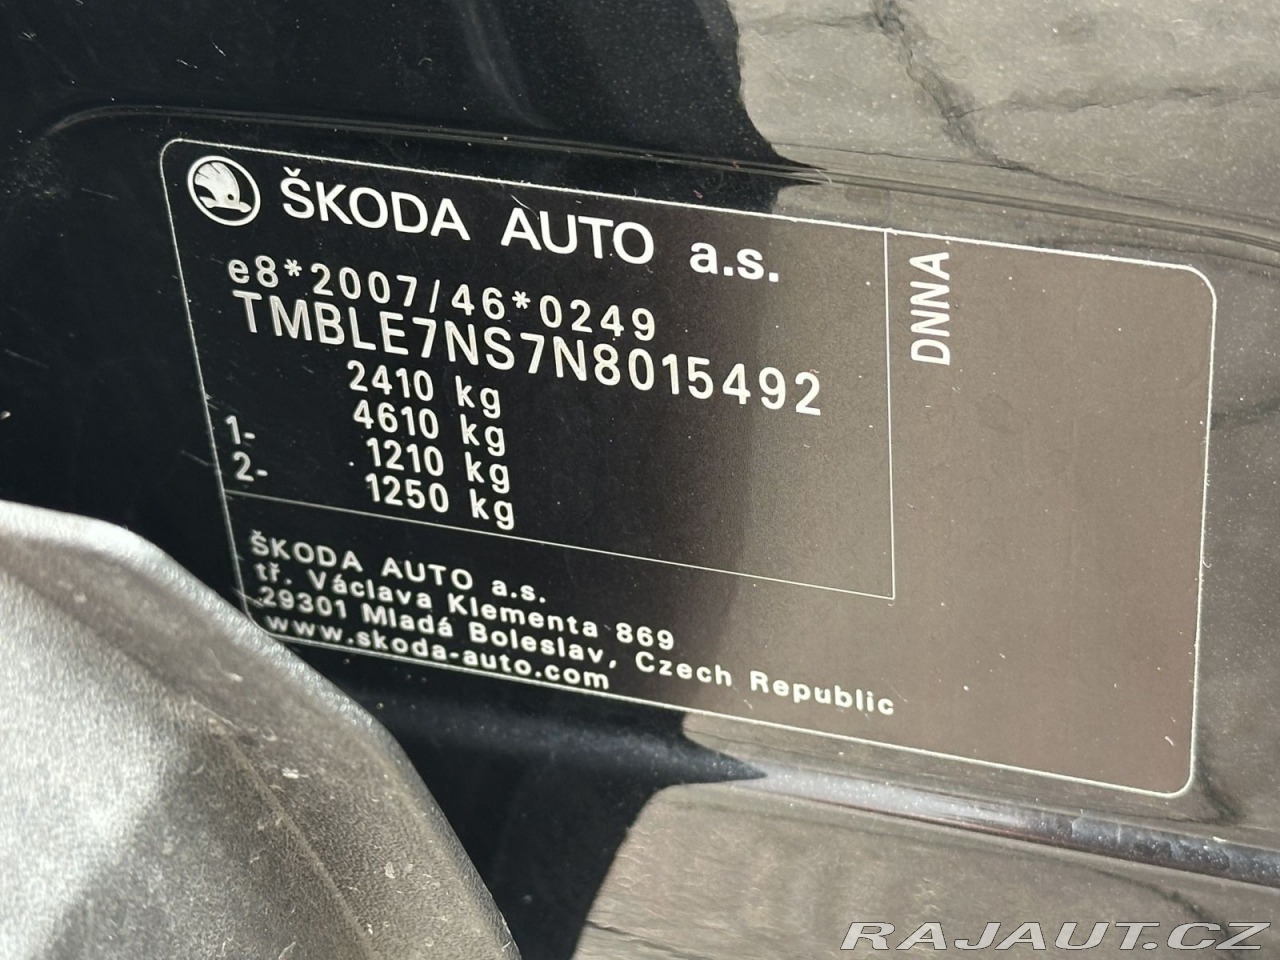 ŠKODA AUTO a.s.
e8*2007/46*0249
TMBLE7NS7N8015492
2410 kg
4610 kg
1- 1210 kg
2- 1250 kg
DNNA
ŠKODA AUTO a.s.
tř. Václava Klementa 869
29301 Mladá Boleslav, Czech Republic
www.skoda-auto.com
RAJAUT.CZ